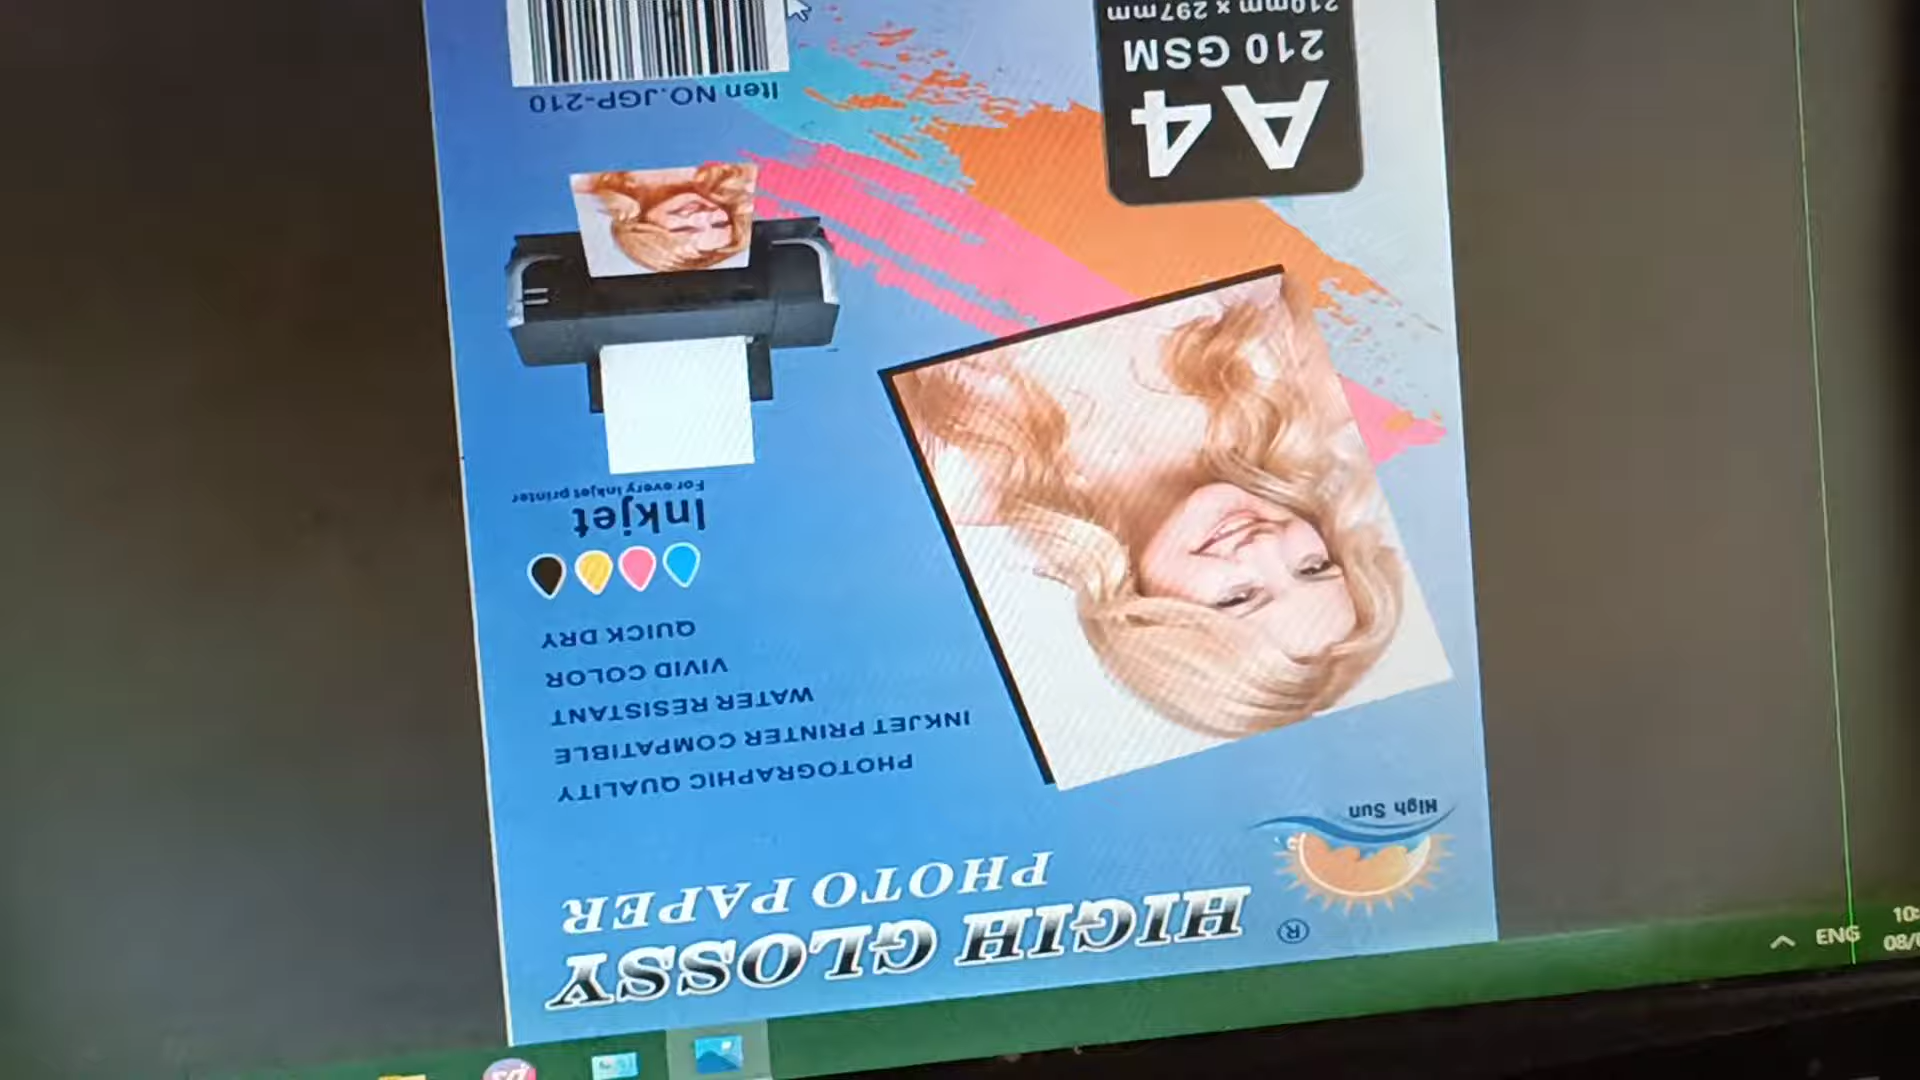 HIGIH GLOSSY
®
PHOTO PAPER
High Sun
PHOTOGRAPHIC QUALITY
INKJET PRINTER COMPATIBLE
WATER RESISTANT
VIVID COLOR
QUICK DRY
Inkjet
For every inkjet printer
Iten NO.JGP-210
A4
210 GSM
210mm x 297mm
ENG